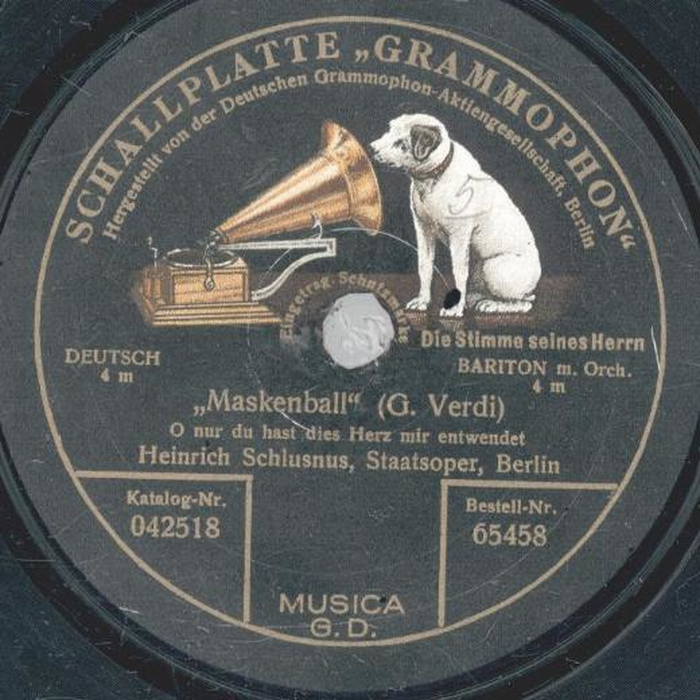 SCHALLPLATTE „GRAMMOPHON“
Hergestellt von der Deutschen Grammophon-Aktiengesellschaft, Berlin
5
Eingetrag. Schutzmarke
Die Stimme seines Herrn
DEUTSCH
4 m
BARITON m. Orch.
4 m
„Maskenball“ (G. Verdi)
O nur du hast dies Herz mir entwendet
Heinrich Schlusnus, Staatsoper, Berlin
Katalog-Nr.
042518
Bestell-Nr.
65458
MUSICA
G.D.